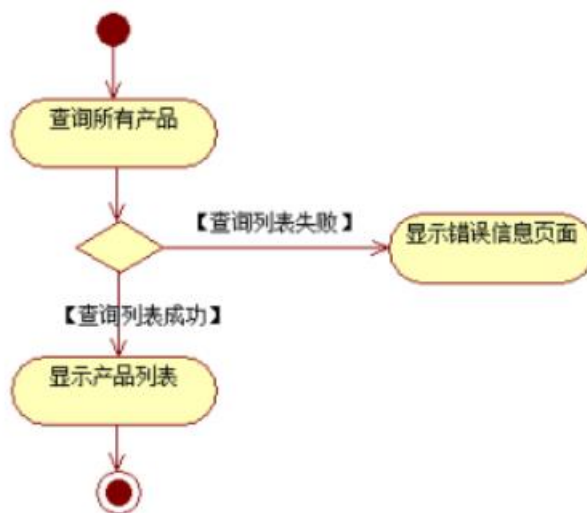 查询所有产品
【查询列表失败】
显示错误信息页面
【查询列表成功】
显示产品列表